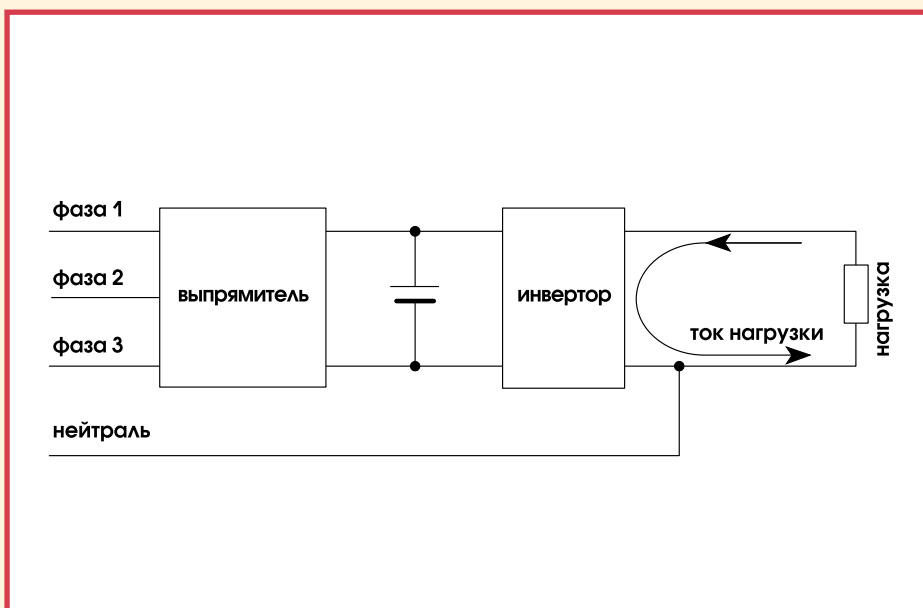 фаза 1
фаза 2
фаза 3
нейтраль
выпрямитель
инвертор
ток нагрузки
нагрузка